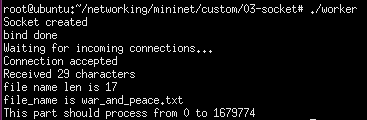 root@ubuntu:~/networking/mininet/custom/03-socket# ./worker
Socket created
bind done
Waiting for incoming connections...
Connection accepted
Received 29 characters
file name len is 17
file_name is war_and_peace.txt
This part should process from 0 to 1679774